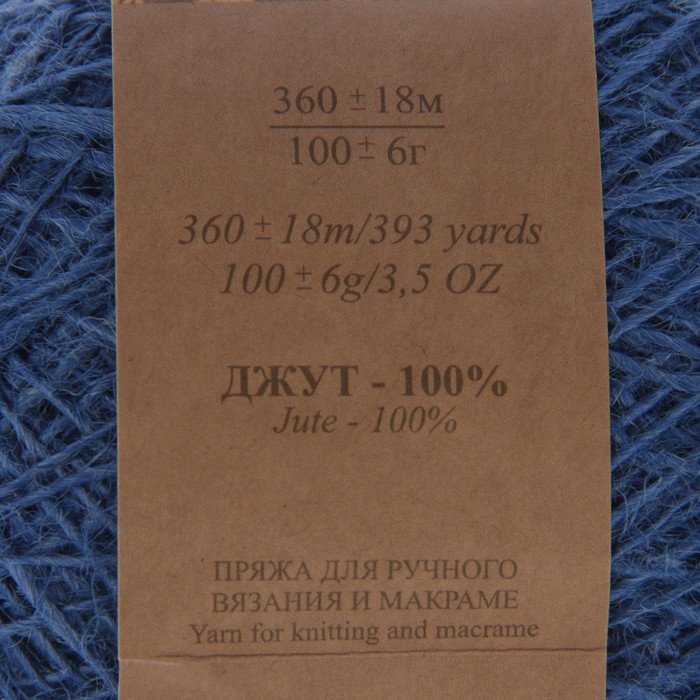 360 ± 18м
100 ± 6г
360 ± 18m/393 yards
100 ± 6g/3,5 OZ
ДЖУТ - 100%
Jute - 100%
ПРЯЖА ДЛЯ РУЧНОГО
ВЯЗАНИЯ И МАКРАМЕ
Yarn for knitting and macrame